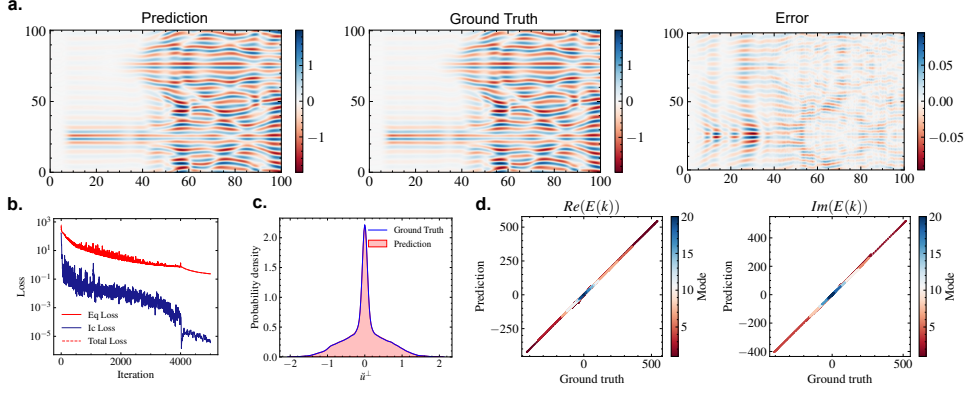 a.
Prediction
Ground Truth
Error
100
50
0
0 20 40 60 80 100
1
0
−1
100
50
0
0 20 40 60 80 100
1
0
−1
100
50
0
0 20 40 60 80 100
0.05
0.00
−0.05
b.
Loss
10³
10¹
10⁻¹
10⁻³
10⁻⁵
Eq Loss
Ic Loss
Total Loss
0 2000 4000
Iteration
c.
Probability density
2.0
1.5
1.0
0.5
0.0
Ground Truth
Prediction
−2 −1 0 1 2
d.
Re(E(k))
Prediction
500
250
0
−250
0 500
Ground truth
20
15
10
5
Mode
Im(E(k))
Prediction
400
200
0
−200
−400
0 500
Ground truth
20
15
10
5
Mode